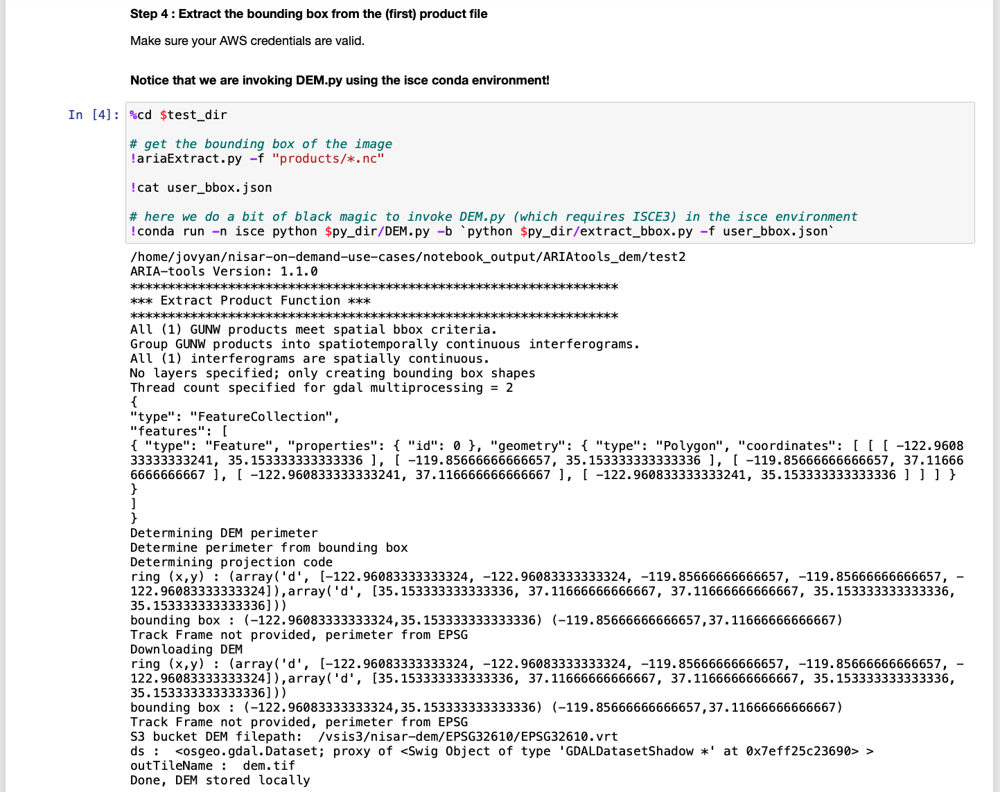 Step 4 : Extract the bounding box from the (first) product file
Make sure your AWS credentials are valid.
Notice that we are invoking DEM.py using the isce conda environment!
In [4]: %cd $test_dir
# get the bounding box of the image
!ariaExtract.py -f "products/*.nc"
!cat user_bbox.json
# here we do a bit of black magic to invoke DEM.py (which requires ISCE3) in the isce environment
!conda run -n isce python $py_dir/DEM.py -b `python $py_dir/extract_bbox.py -f user_bbox.json`
/home/jovyan/nisar-on-demand-use-cases/notebook_output/ARIAtools_dem/test2
ARIA-tools Version: 1.1.0
*****************************************************************
*** Extract Product Function ***
*****************************************************************
All (1) GUNW products meet spatial bbox criteria.
Group GUNW products into spatiotemporally continuous interferograms.
All (1) interferograms are spatially continuous.
No layers specified; only creating bounding box shapes
Thread count specified for gdal multiprocessing = 2
{
"type": "FeatureCollection",
"features": [
{ "type": "Feature", "properties": { "id": 0 }, "geometry": { "type": "Polygon", "coordinates": [ [ [ -122.9608
33333333241, 35.153333333333336 ], [ -119.85666666666657, 35.153333333333336 ], [ -119.85666666666657, 37.11666
6666666667 ], [ -122.960833333333241, 37.116666666666667 ], [ -122.960833333333241, 35.153333333333336 ] ] ] }
}
]
}
Determining DEM perimeter
Determine perimeter from bounding box
Determining projection code
ring (x,y) : (array('d', [-122.96083333333324, -122.96083333333324, -119.85666666666657, -119.85666666666657, -
122.96083333333324]),array('d', [35.153333333333336, 37.11666666666667, 37.11666666666667, 35.153333333333336,
35.153333333333336]))
bounding box : (-122.96083333333324,35.153333333333336) (-119.85666666666657,37.11666666666667)
Track Frame not provided, perimeter from EPSG
Downloading DEM
ring (x,y) : (array('d', [-122.96083333333324, -122.96083333333324, -119.85666666666657, -119.85666666666657, -
122.96083333333324]),array('d', [35.153333333333336, 37.11666666666667, 37.11666666666667, 35.153333333333336,
35.153333333333336]))
bounding box : (-122.96083333333324,35.153333333333336) (-119.85666666666657,37.11666666666667)
Track Frame not provided, perimeter from EPSG
S3 bucket DEM filepath:  /vsis3/nisar-dem/EPSG32610/EPSG32610.vrt
ds :  <osgeo.gdal.Dataset; proxy of <Swig Object of type 'GDALDatasetShadow *' at 0x7eff25c23690> >
outTileName :  dem.tif
Done, DEM stored locally